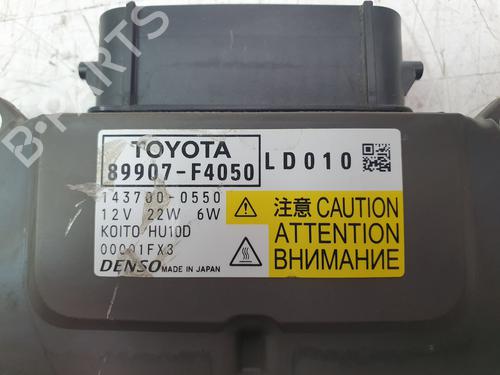 B-PARTS
TOYOTA
89907-F4050 LD010
143700-0550
12V 22W 6W
KOITO HU10D
00001FX3
DENSO MADE IN JAPAN
注意 CAUTION
ATTENTION
ВНИМАНИЕ